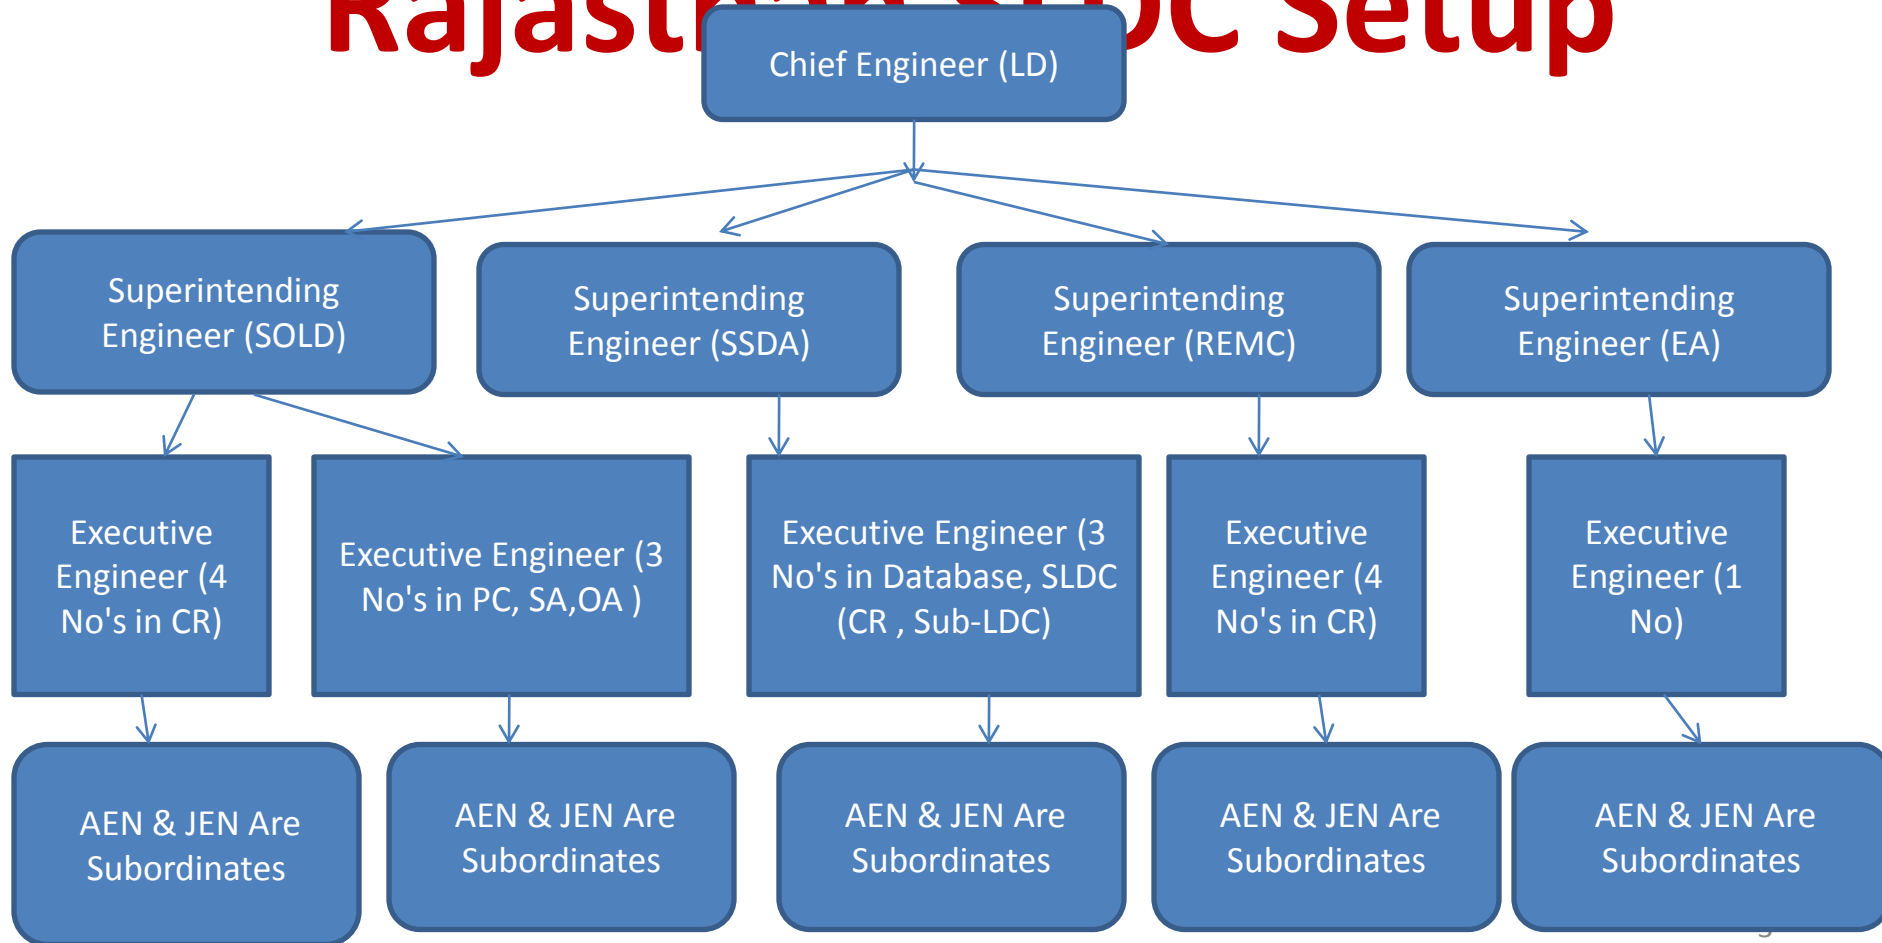 Rajasthan SLDC Setup
Chief Engineer (LD)
Superintending
Engineer (SOLD)
Superintending
Engineer (SSDA)
Superintending
Engineer (REMC)
Superintending
Engineer (EA)
Executive
Engineer (4
No's in CR)
Executive Engineer (3
No's in PC, SA,OA )
Executive Engineer (3
No's in Database, SLDC
(CR , Sub-LDC)
Executive
Engineer (4
No's in CR)
Executive
Engineer (1
No)
AEN & JEN Are
Subordinates
AEN & JEN Are
Subordinates
AEN & JEN Are
Subordinates
AEN & JEN Are
Subordinates
AEN & JEN Are
Subordinates